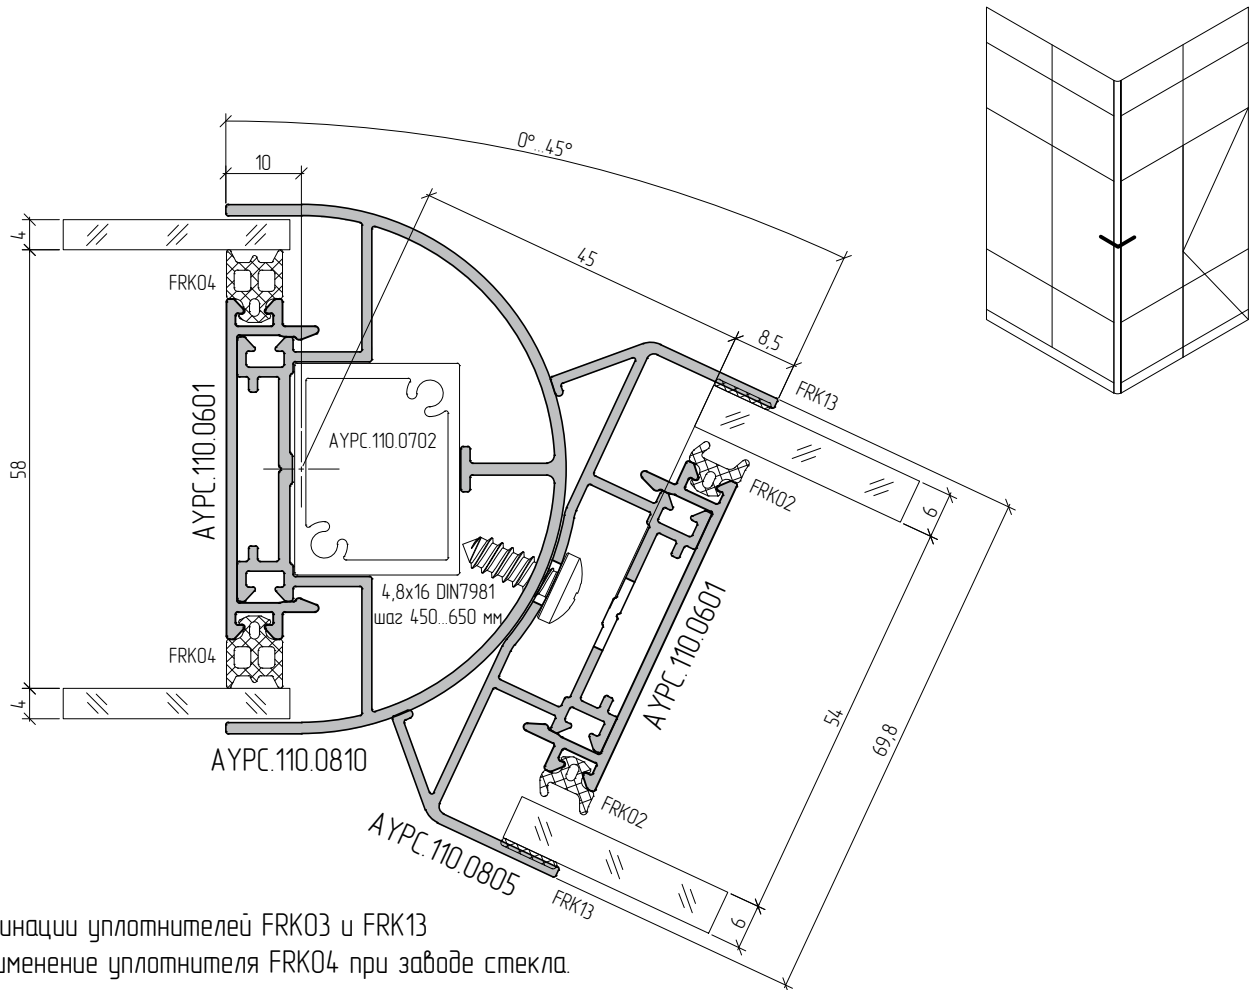 0°...45°
10
45
8,5
4
58
4
FRK04
AYPC.110.0601
AYPC.110.0702
FRK04
4,8x16 DIN7981
шаг 450...650 мм
AYPC.110.0810
AYPC.110.0805
FRK13
FRK02
AYPC.110.0601
6
54
69,8
FRK02
FRK13
6
инации уплотнителей FRK03 и FRK13
именение уплотнителя FRK04 при заводе стекла.